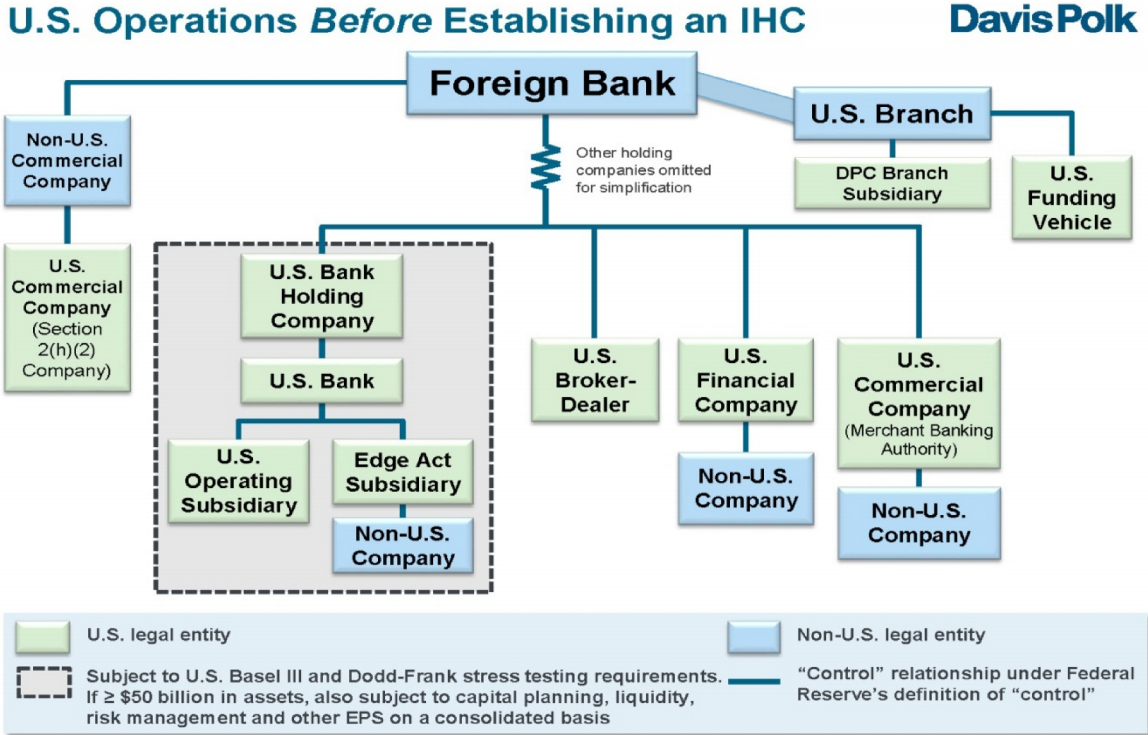 U.S. Operations Before Establishing an IHC
DavisPolk
Foreign Bank
U.S. Branch
Non-U.S.
Commercial
Company
Other holding
companies omitted
for simplification
DPC Branch
Subsidiary
U.S.
Funding
Vehicle
U.S.
Commercial
Company
(Section
2(h)(2)
Company)
U.S. Bank
Holding
Company
U.S. Bank
U.S.
Operating
Subsidiary
Edge Act
Subsidiary
Non-U.S.
Company
U.S.
Broker-
Dealer
U.S.
Financial
Company
Non-U.S.
Company
U.S.
Commercial
Company
(Merchant Banking
Authority)
Non-U.S.
Company
U.S. legal entity
Non-U.S. legal entity
Subject to U.S. Basel III and Dodd-Frank stress testing requirements.
If ≥ $50 billion in assets, also subject to capital planning, liquidity,
risk management and other EPS on a consolidated basis
“Control” relationship under Federal
Reserve’s definition of “control”